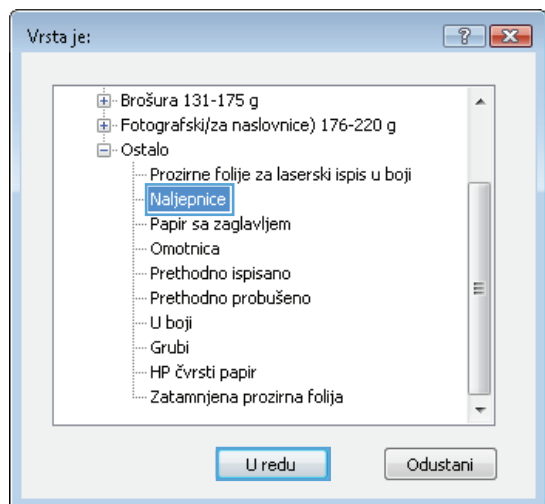 Vrsta je:
Brošura 131-175 g
Fotografski/za naslovnice) 176-220 g
Ostalo
Prozirne folije za laserski ispis u boji
Naljepnice
Papir sa zaglavljem
Omotnica
Prethodno ispisano
Prethodno probušeno
U boji
Grubi
HP čvrsti papir
Zatamnjena prozirna folija
U redu Odustani